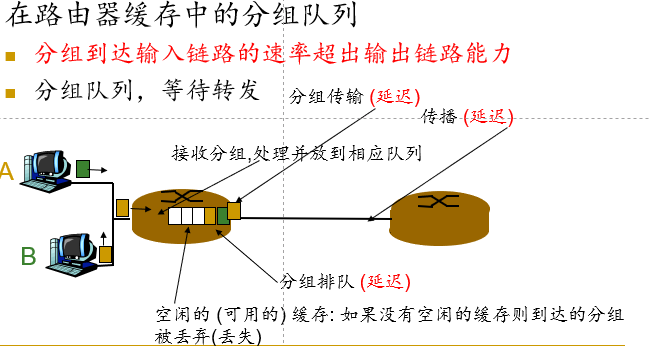 在路由器缓存中的分组队列
分组到达输入链路的速率超出输出链路能力
分组队列，等待转发
分组传输 (延迟)
传播 (延迟)
接收分组,处理并放到相应队列
A
B
分组排队 (延迟)
空闲的 (可用的) 缓存: 如果没有空闲的缓存则到达的分组
被丢弃(丢失)